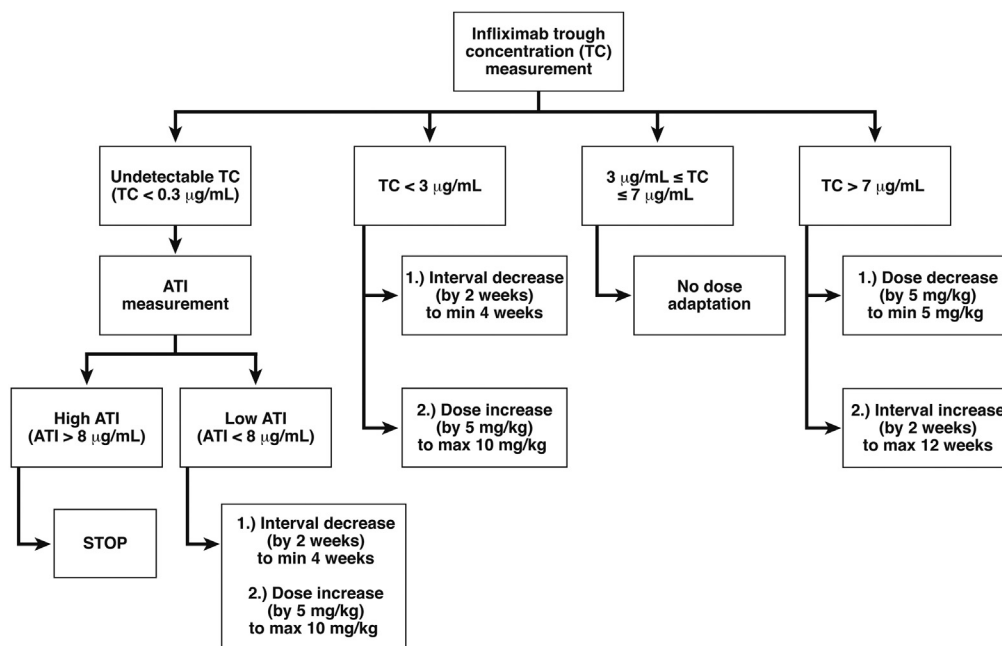 Infliximab trough
concentration (TC)
measurement
Undetectable TC
(TC < 0.3 μg/mL)
TC < 3 μg/mL
3 μg/mL ≤ TC
≤ 7 μg/mL
TC > 7 μg/mL
ATI
measurement
1.) Interval decrease
(by 2 weeks)
to min 4 weeks
No dose
adaptation
1.) Dose decrease
(by 5 mg/kg)
to min 5 mg/kg
High ATI
(ATI > 8 μg/mL)
Low ATI
(ATI < 8 μg/mL)
2.) Dose increase
(by 5 mg/kg)
to max 10 mg/kg
2.) Interval increase
(by 2 weeks)
to max 12 weeks
STOP
1.) Interval decrease
(by 2 weeks)
to min 4 weeks
2.) Dose increase
(by 5 mg/kg)
to max 10 mg/kg